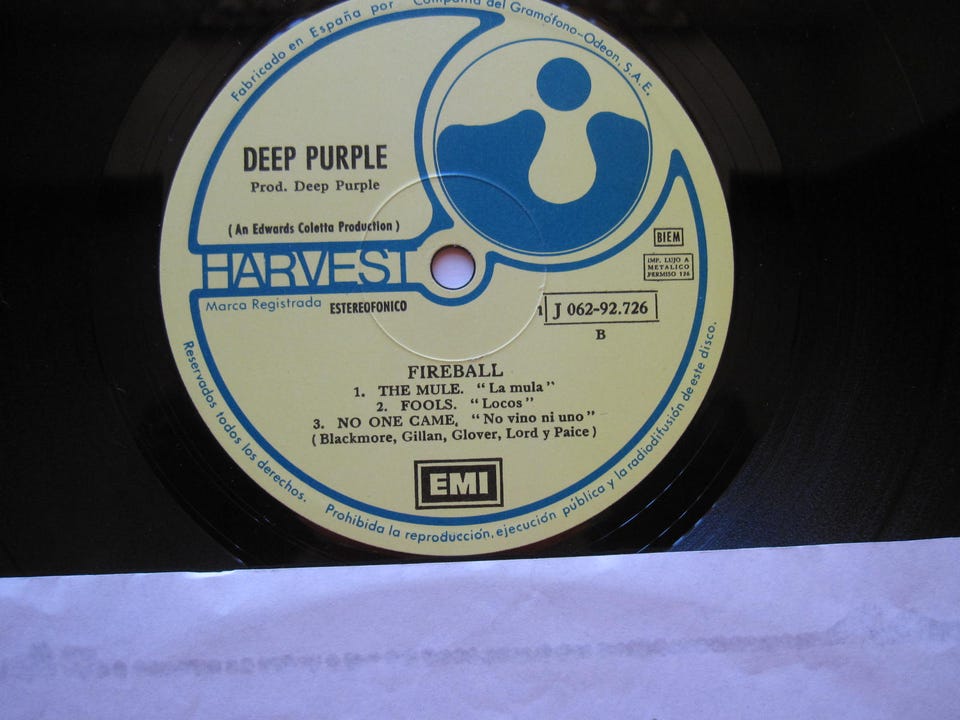 Fabricado en España por Compañía del Gramófono-Odeon, S.A.E.
DEEP PURPLE
Prod. Deep Purple
(An Edwards Coletta Production)
HARVEST
Marca Registrada ESTEREOFONICO
BIEM
IMP. LUJO A
METALICO
PERMISO 126
1 J 062-92.726
B
FIREBALL
1. THE MULE. “La mula”
2. FOOLS. “Locos”
3. NO ONE CAME, “No vino ni uno”
(Blackmore, Gillan, Glover, Lord y Paice)
EMI
Reservados todos los derechos. Prohibida la reproducción, ejecución pública y la radiodifusión de este disco.